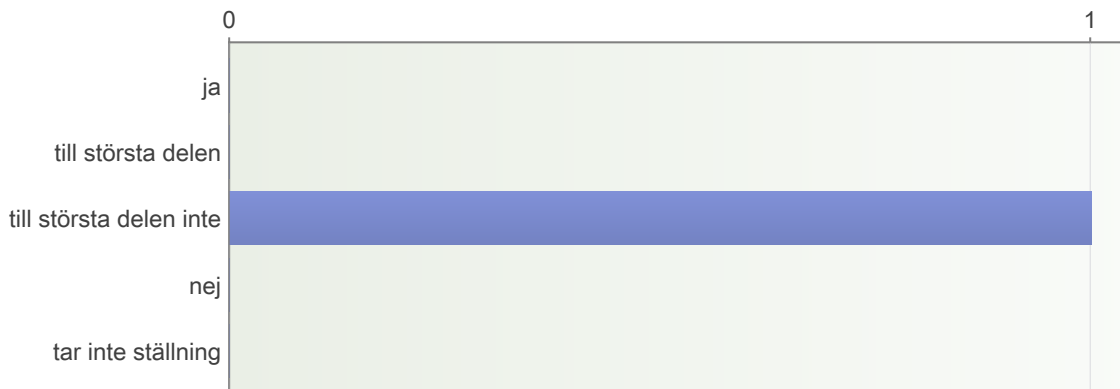 0 1
ja
till största delen
till största delen inte
nej
tar inte ställning